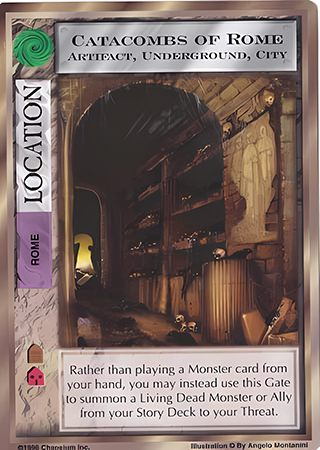 CATACOMBS OF ROME
ARTIFACT, UNDERGROUND, CITY
LOCATION
ROME
Rather than playing a Monster card from
your hand, you may instead use this Gate
to summon a Living Dead Monster or Ally
from your Story Deck to your Threat.
©1996 Chaosium Inc.
Illustration © By Angelo Montanini